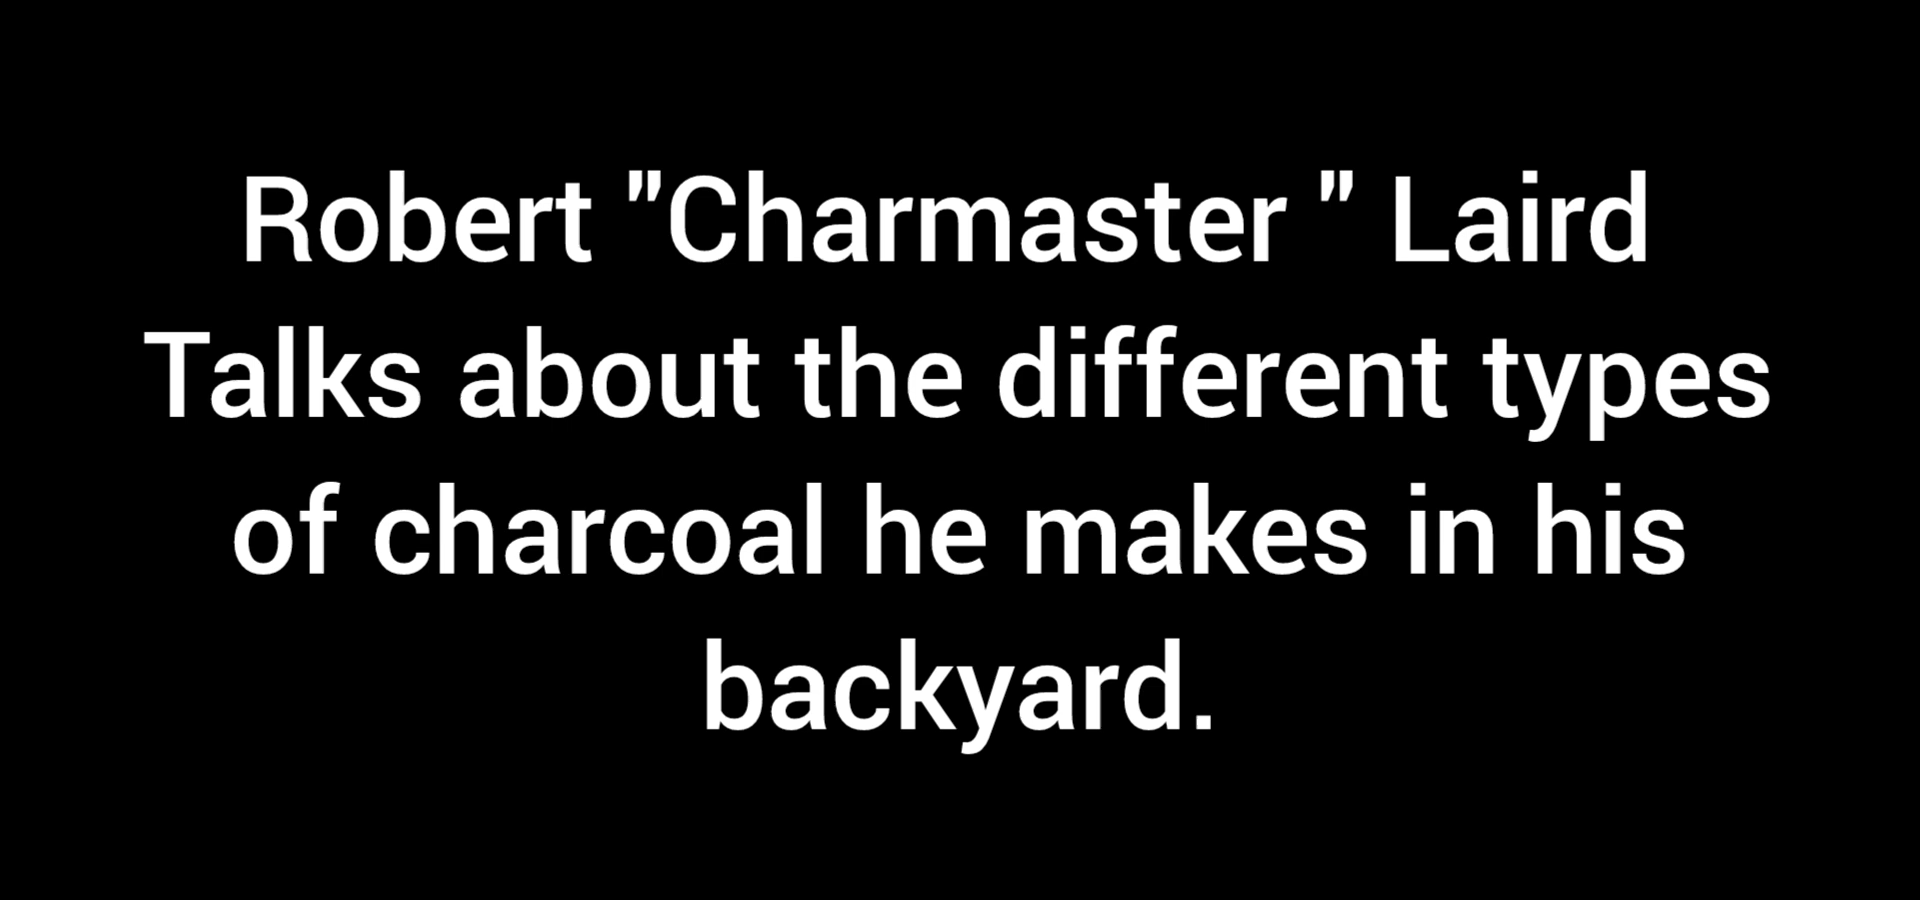 Robert "Charmaster " Laird
Talks about the different types
of charcoal he makes in his
backyard.